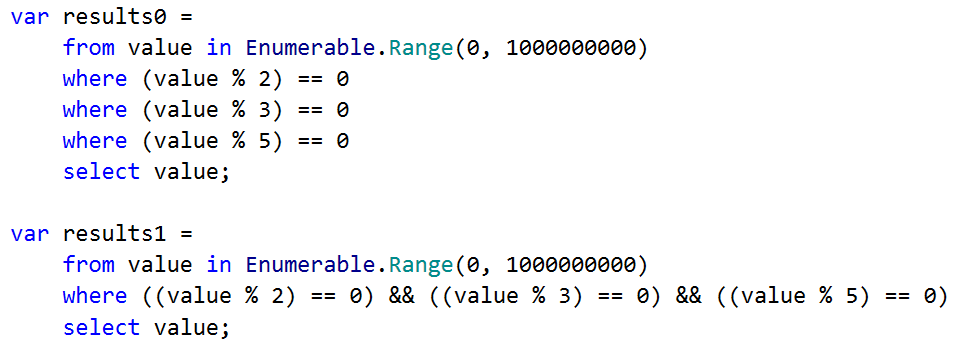 var results0 =
    from value in Enumerable.Range(0, 1000000000)
    where (value % 2) == 0
    where (value % 3) == 0
    where (value % 5) == 0
    select value;

var results1 =
    from value in Enumerable.Range(0, 1000000000)
    where ((value % 2) == 0) && ((value % 3) == 0) && ((value % 5) == 0)
    select value;